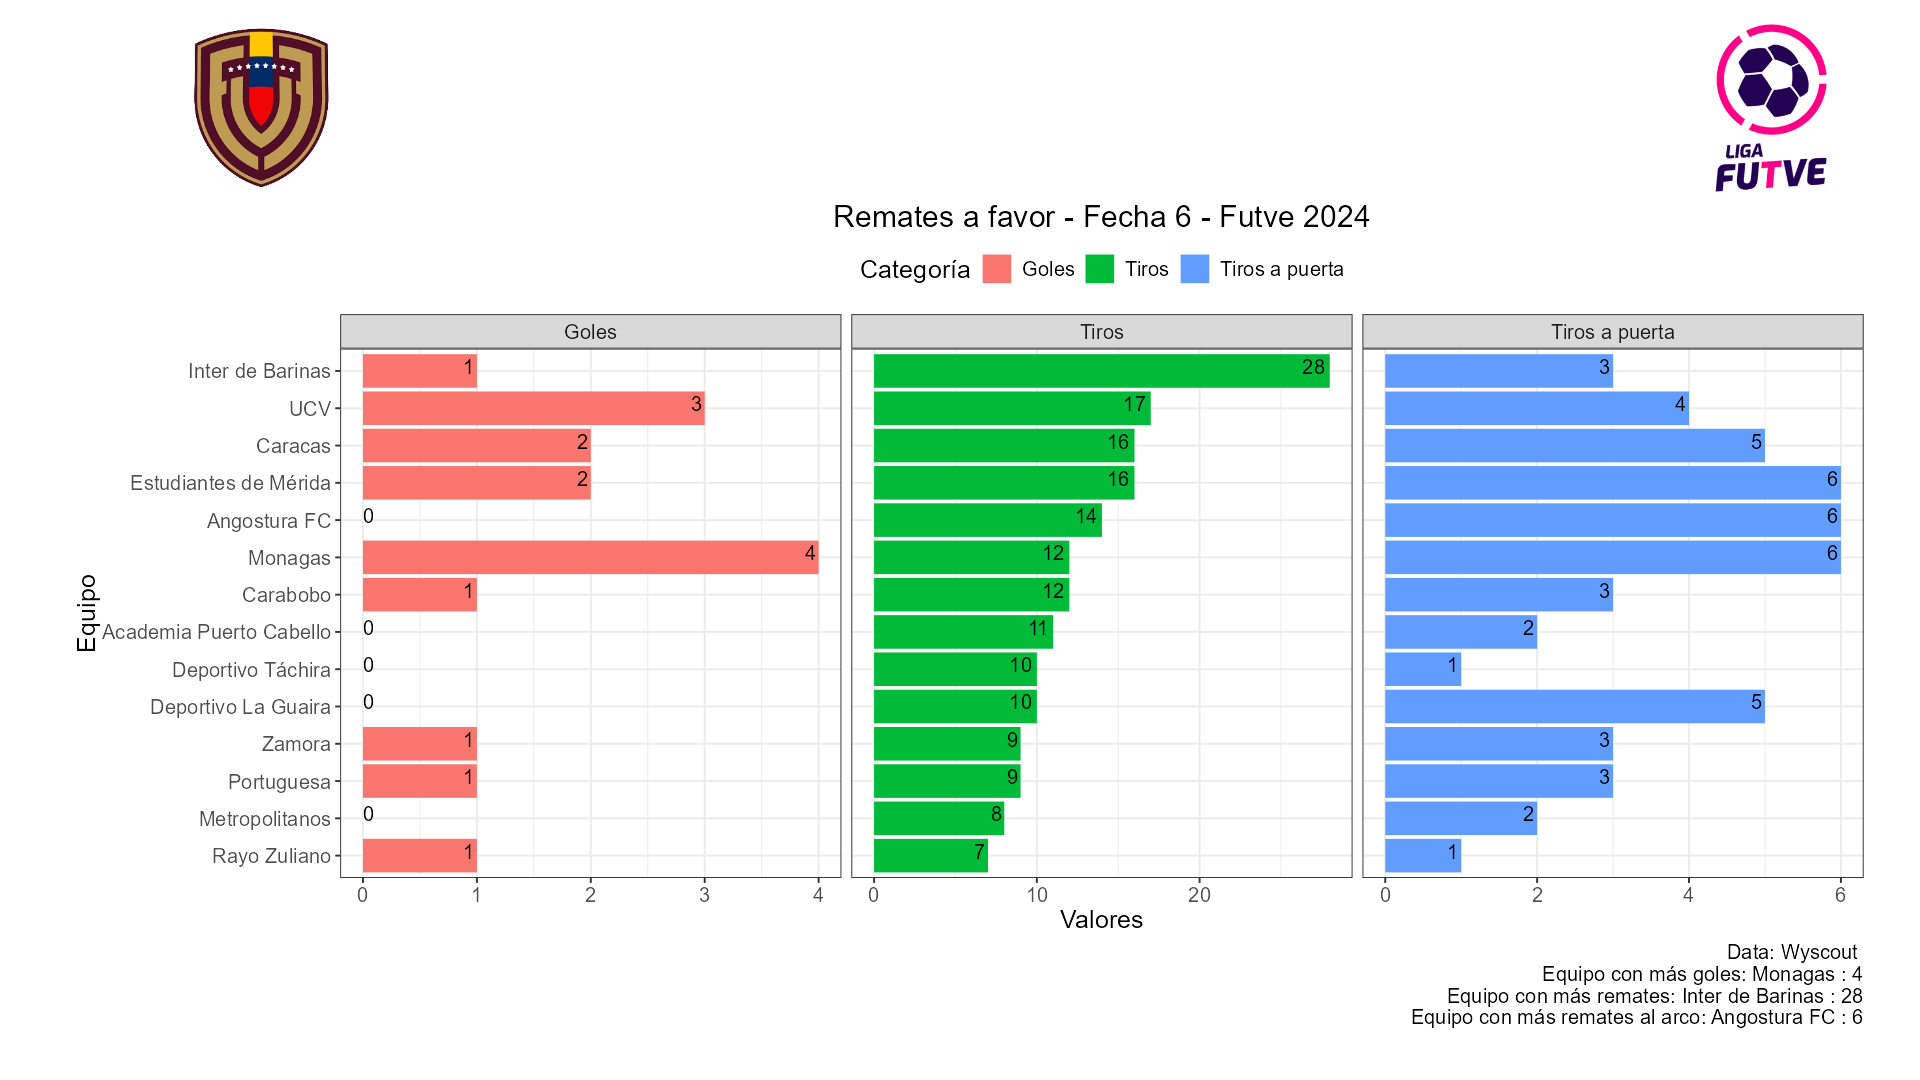 LIGA
FUTVE
Remates a favor - Fecha 6 - Futve 2024
Categoría Goles Tiros Tiros a puerta
Goles Tiros Tiros a puerta
Equipo
Inter de Barinas 1 28 3
UCV 3 17 4
Caracas 2 16 5
Estudiantes de Mérida 2 16 6
Angostura FC 0 14 6
Monagas 4 12 6
Carabobo 1 12 3
Academia Puerto Cabello 0 11 2
Deportivo Táchira 0 10 1
Deportivo La Guaira 0 10 5
Zamora 1 9 3
Portuguesa 1 9 3
Metropolitanos 0 8 2
Rayo Zuliano 1 7 1
0 1 2 3 4 0 10 20 0 2 4 6
Valores
Data: Wyscout
Equipo con más goles: Monagas : 4
Equipo con más remates: Inter de Barinas : 28
Equipo con más remates al arco: Angostura FC : 6